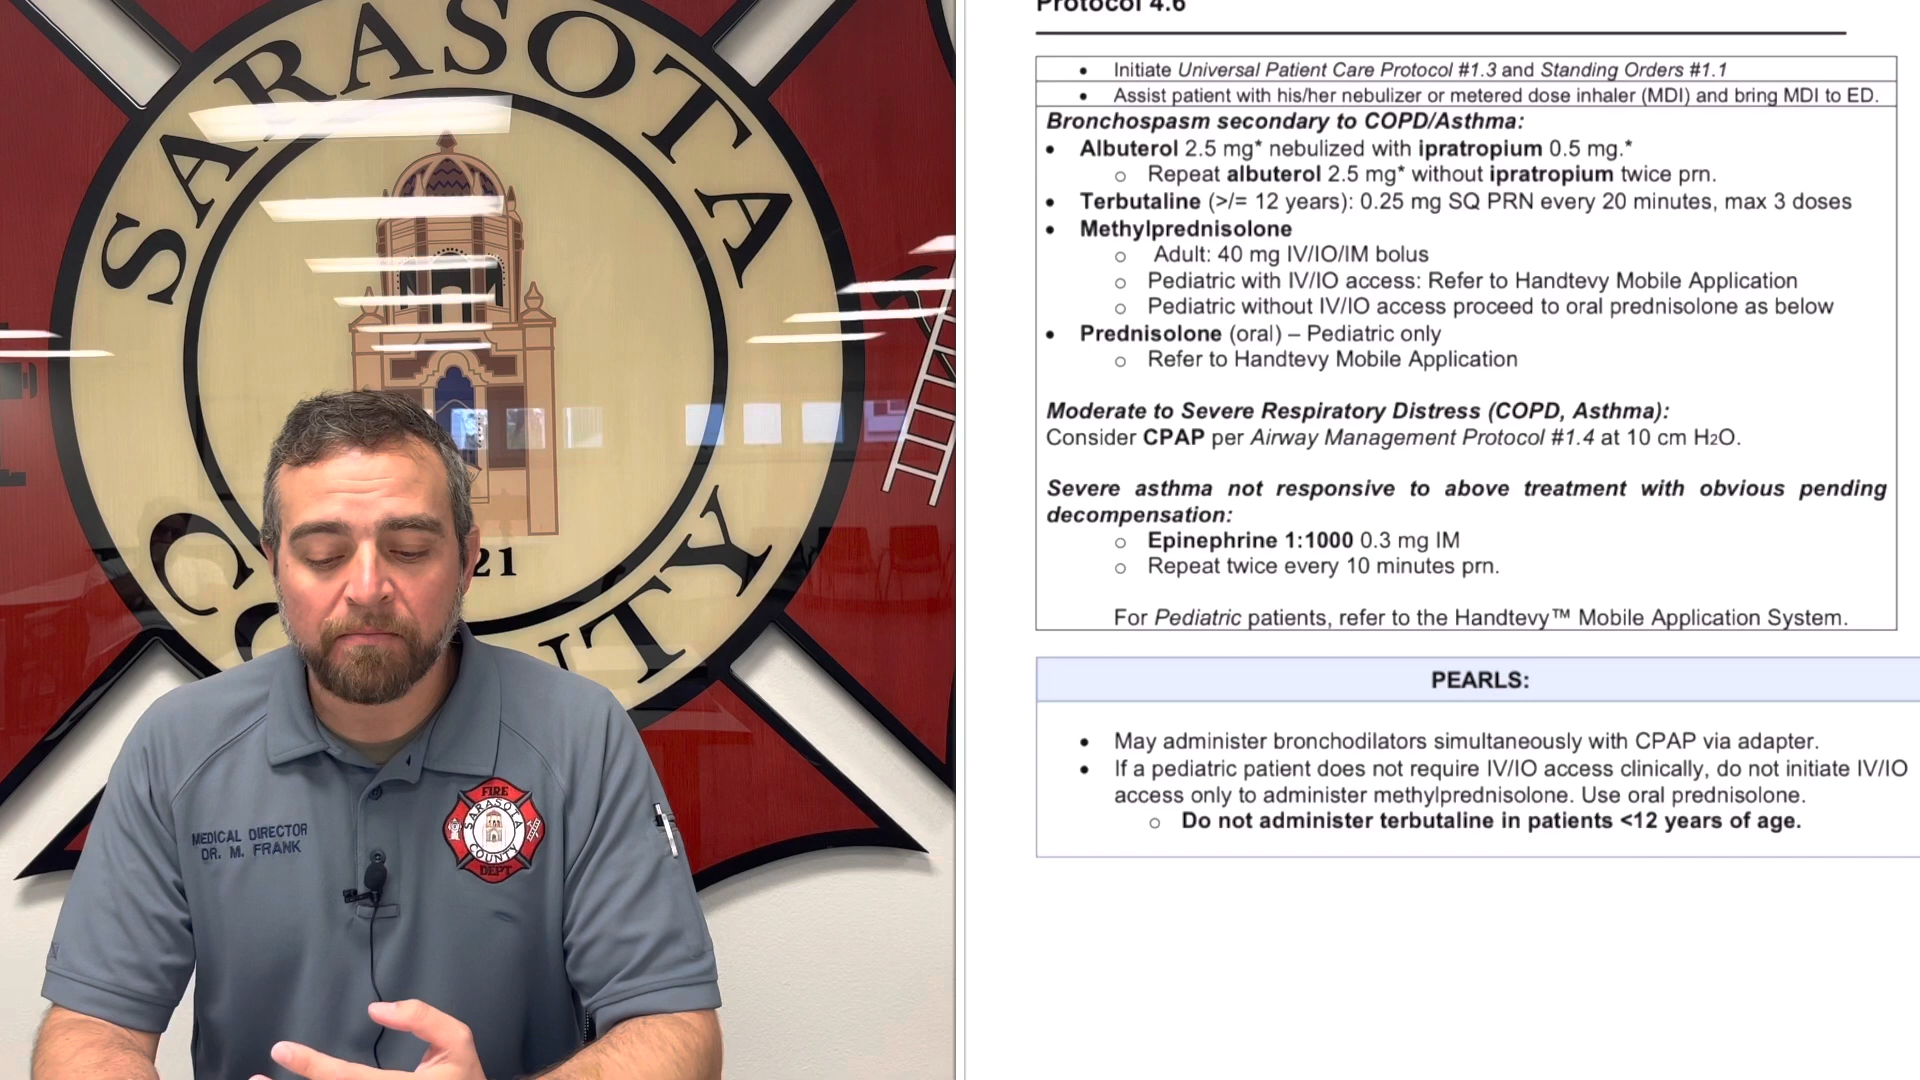 SARASOTA
COUNTY
21
MEDICAL DIRECTOR
DR. M. FRANK
FIRE
SARASOTA
COUNTY
DEPT
Protocol 4.6
• Initiate Universal Patient Care Protocol #1.3 and Standing Orders #1.1
• Assist patient with his/her nebulizer or metered dose inhaler (MDI) and bring MDI to ED.
Bronchospasm secondary to COPD/Asthma:
• Albuterol 2.5 mg* nebulized with ipratropium 0.5 mg.*
o Repeat albuterol 2.5 mg* without ipratropium twice prn.
• Terbutaline (>/= 12 years): 0.25 mg SQ PRN every 20 minutes, max 3 doses
• Methylprednisolone
o Adult: 40 mg IV/IO/IM bolus
o Pediatric with IV/IO access: Refer to Handtevy Mobile Application
o Pediatric without IV/IO access proceed to oral prednisolone as below
• Prednisolone (oral) – Pediatric only
o Refer to Handtevy Mobile Application
Moderate to Severe Respiratory Distress (COPD, Asthma):
Consider CPAP per Airway Management Protocol #1.4 at 10 cm H2O.
Severe asthma not responsive to above treatment with obvious pending
decompensation:
o Epinephrine 1:1000 0.3 mg IM
o Repeat twice every 10 minutes prn.
For Pediatric patients, refer to the Handtevy™ Mobile Application System.
PEARLS:
• May administer bronchodilators simultaneously with CPAP via adapter.
• If a pediatric patient does not require IV/IO access clinically, do not initiate IV/IO
access only to administer methylprednisolone. Use oral prednisolone.
o Do not administer terbutaline in patients <12 years of age.